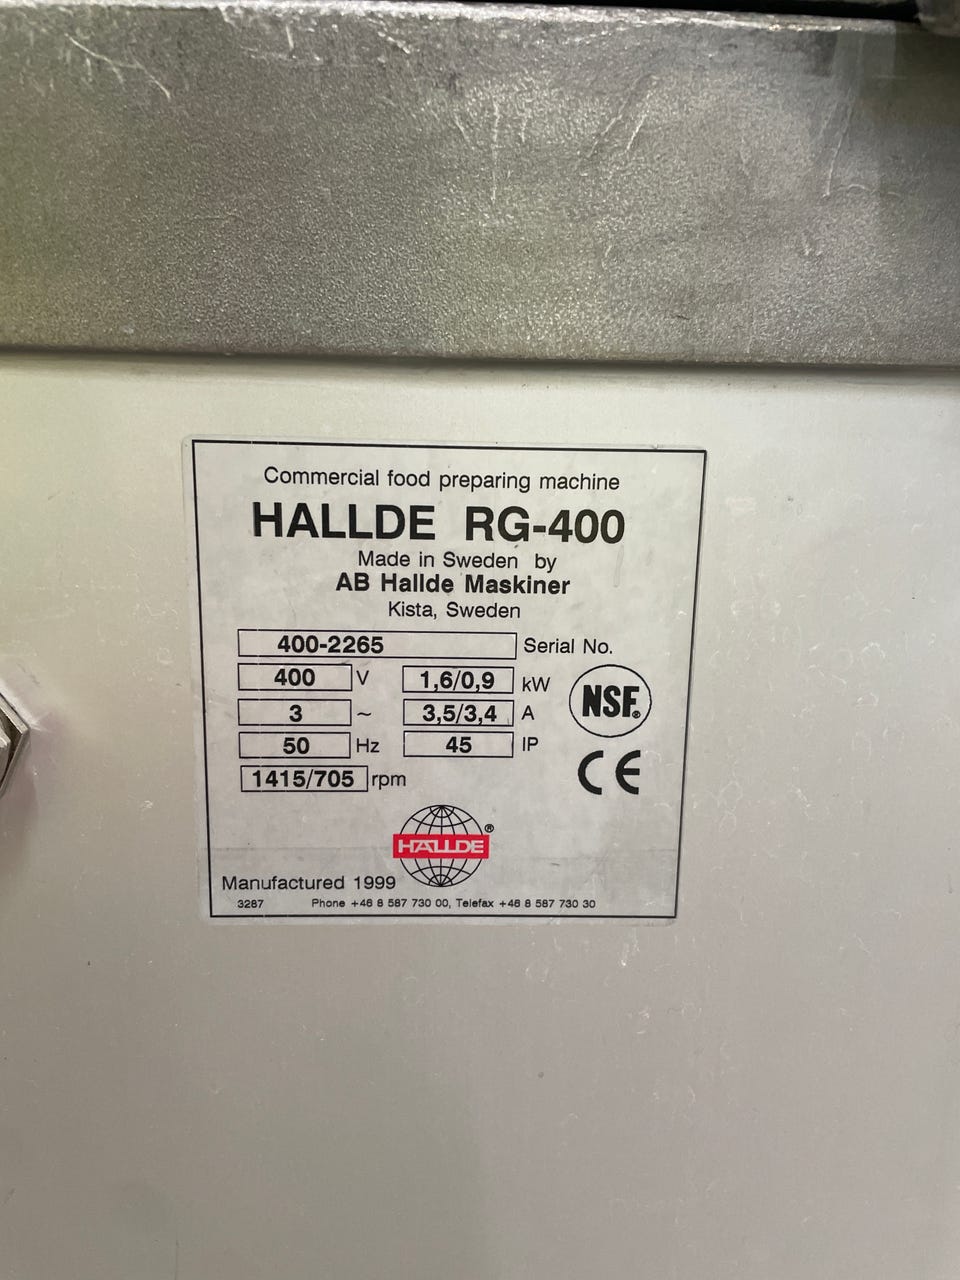 Commercial food preparing machine
HALLDE RG-400
Made in Sweden by
AB Hallde Maskiner
Kista, Sweden
400-2265 Serial No.
400 V 1,6/0,9 kW
3 ~ 3,5/3,4 A
50 Hz 45 IP
1415/705 rpm
NSF®
CE
HALLDE ®
Manufactured 1999
3287 Phone +46 8 587 730 00, Telefax +46 8 587 730 30